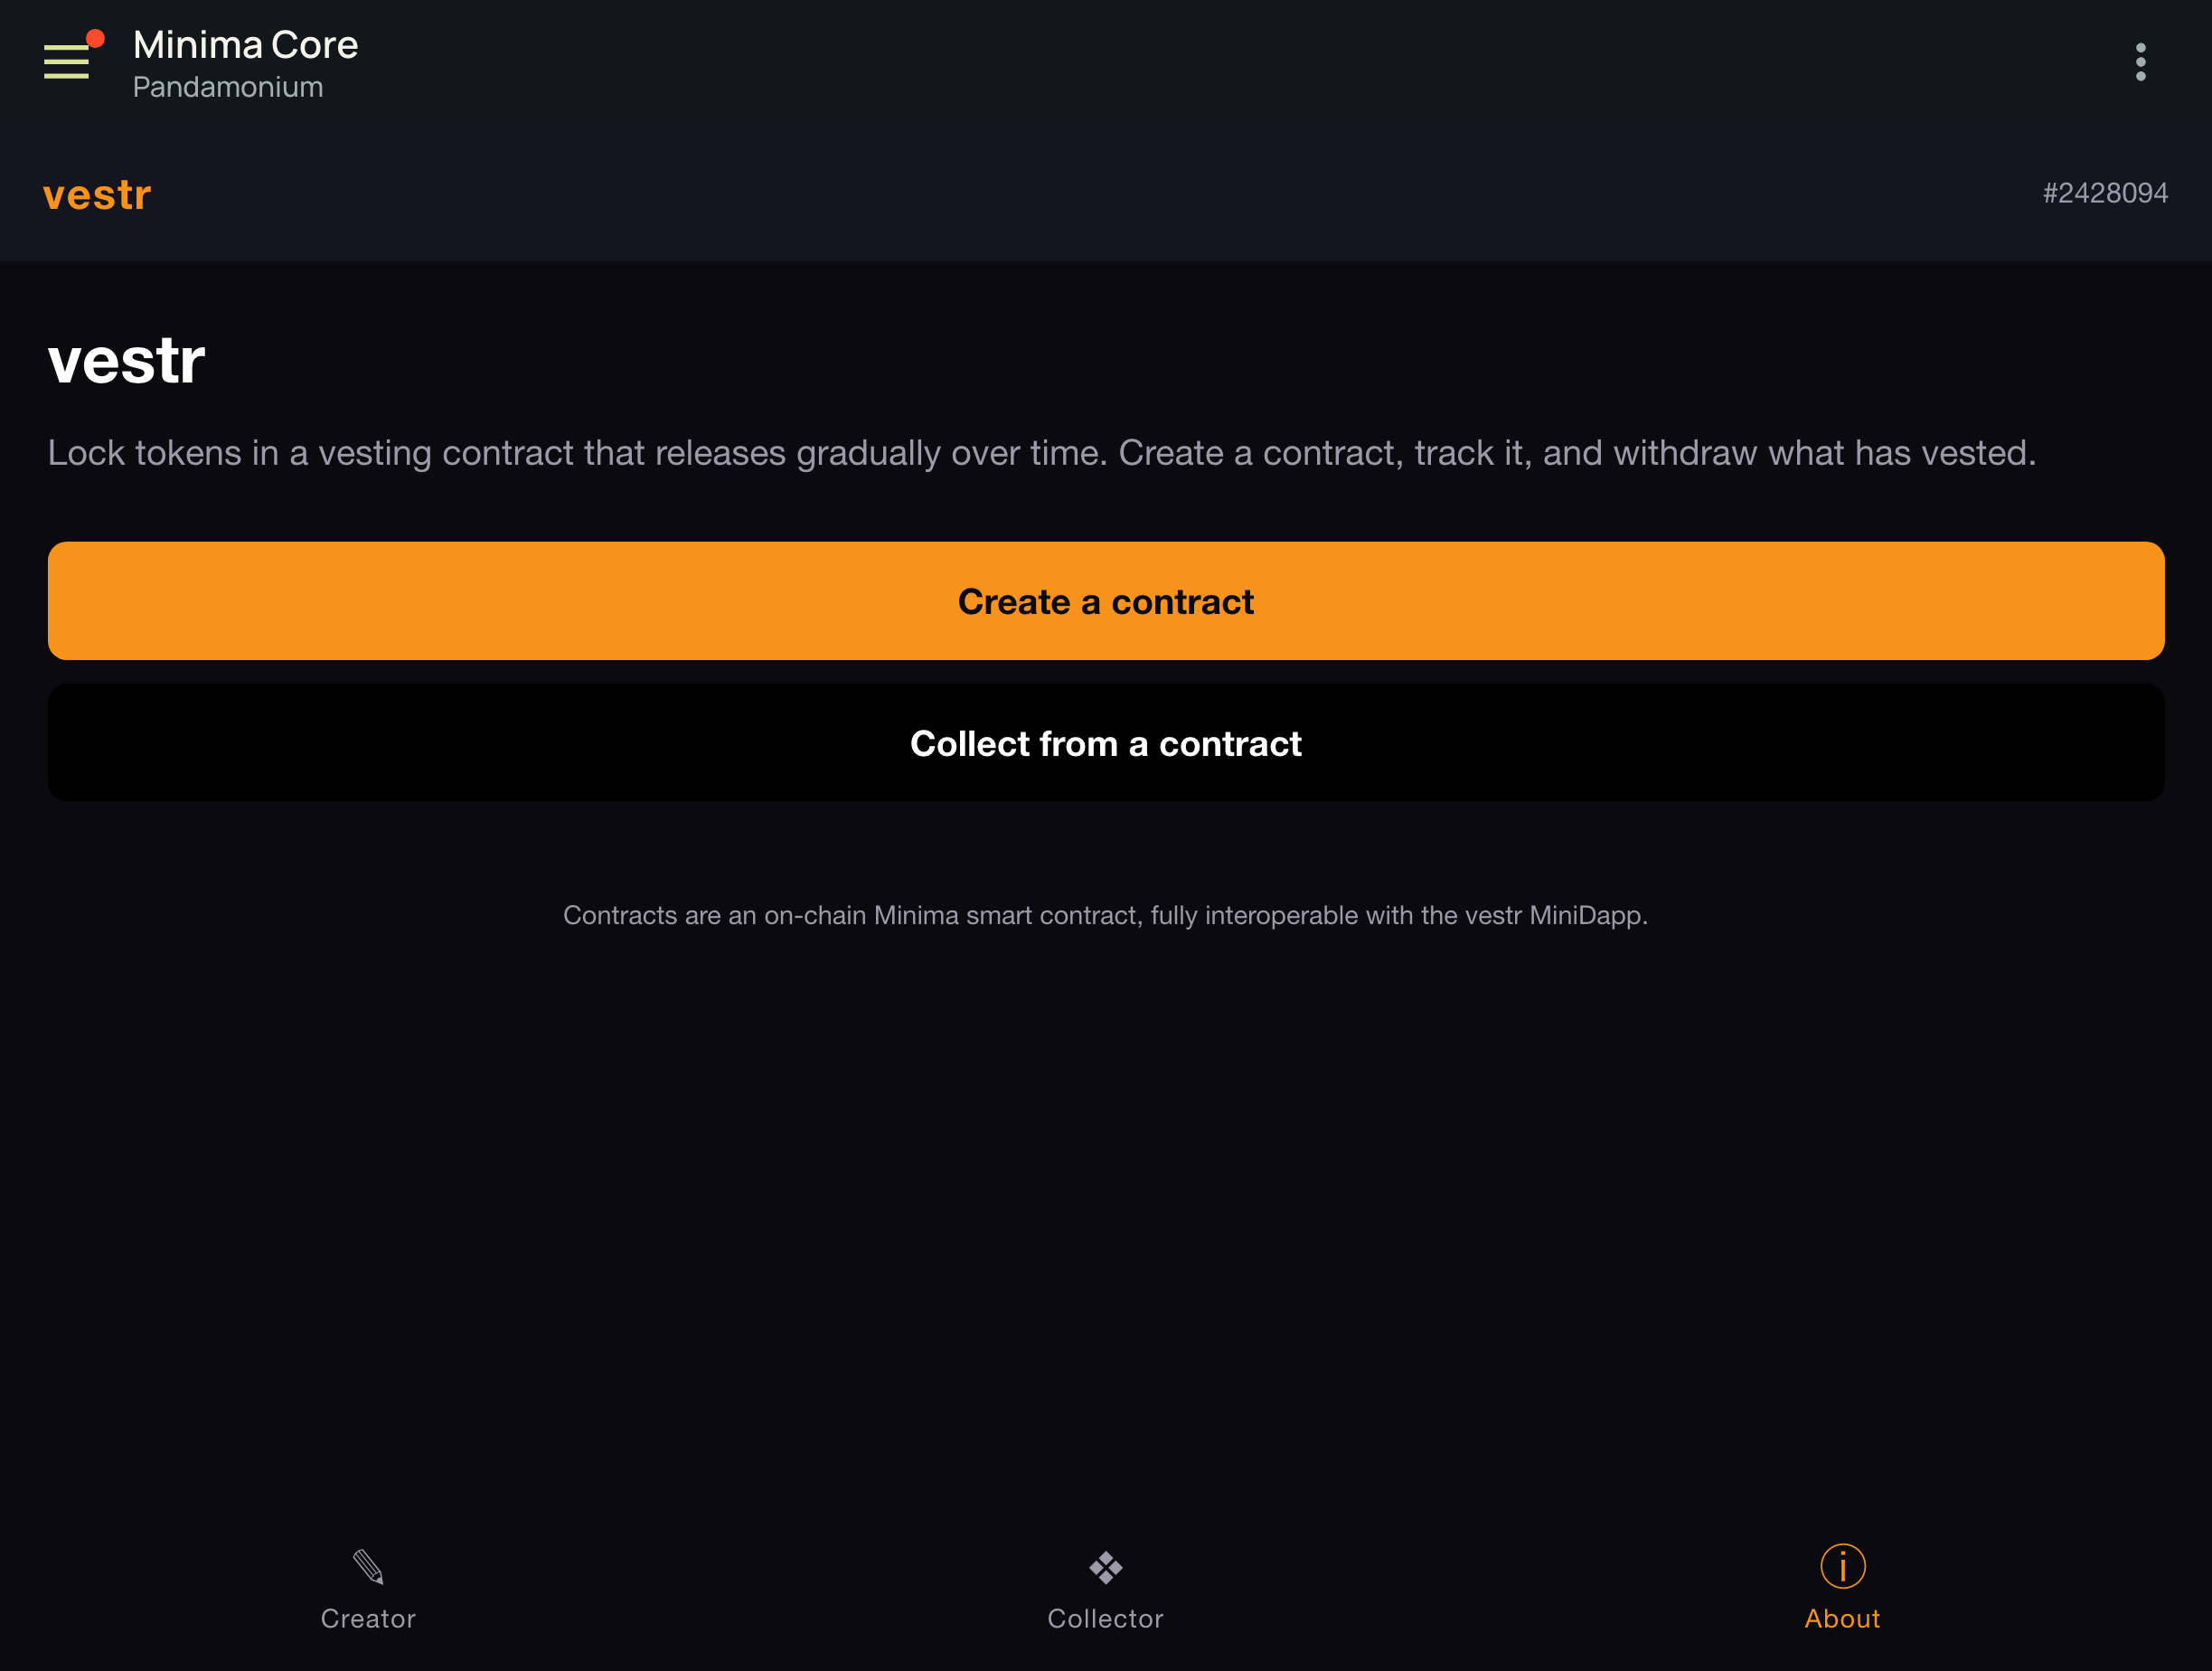 Minima Core
Pandamonium
vestr
#2428094
vestr
Lock tokens in a vesting contract that releases gradually over time. Create a contract, track it, and withdraw what has vested.
Create a contract
Collect from a contract
Contracts are an on-chain Minima smart contract, fully interoperable with the vestr MiniDapp.
Creator
Collector
About